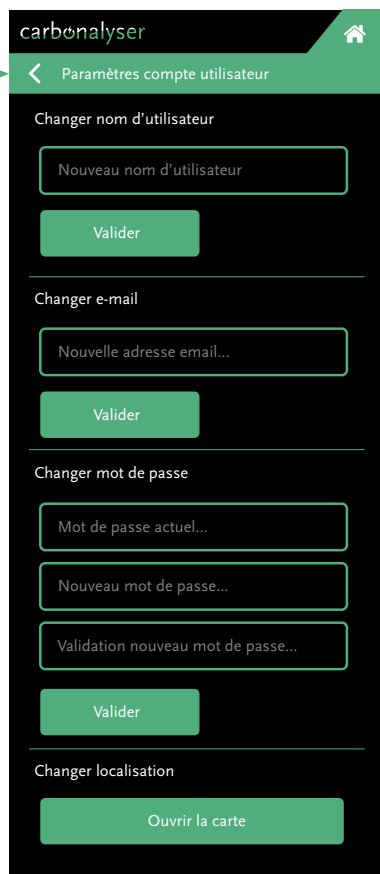 carbonalyser
Paramètres compte utilisateur
Changer nom d'utilisateur
Nouveau nom d'utilisateur
Valider
Changer e-mail
Nouvelle adresse email...
Valider
Changer mot de passe
Mot de passe actuel...
Nouveau mot de passe...
Validation nouveau mot de passe...
Valider
Changer localisation
Ouvrir la carte